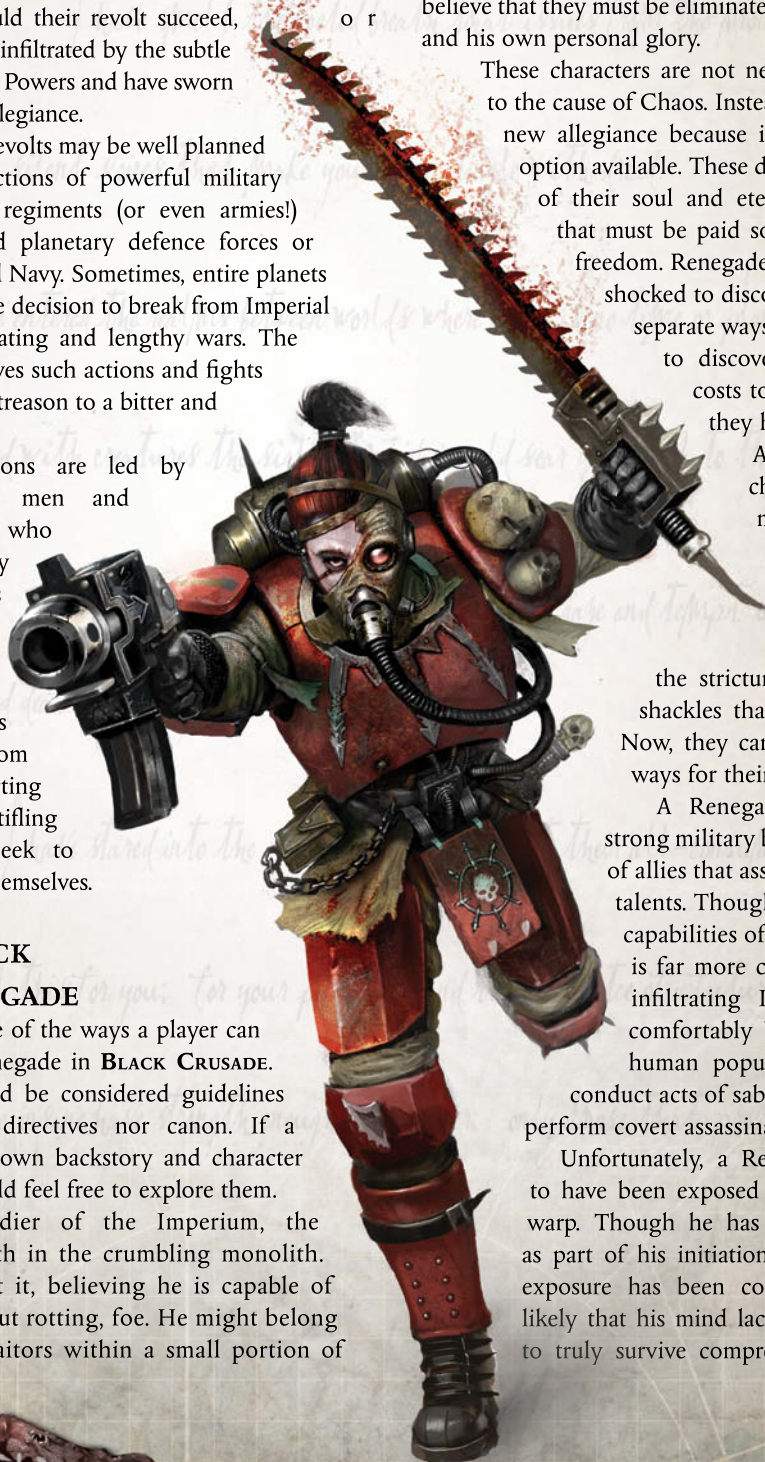 uld their revolt succeed, o r
infiltrated by the subtle
Powers and have sworn
legiance.
evolts may be well planned
ctions of powerful military
regiments (or even armies!)
d planetary defence forces or
l Navy. Sometimes, entire planets
e decision to break from Imperial
ating and lengthy wars. The
ves such actions and fights
treason to a bitter and
ons are led by
men and
who
y
s
om
ting
tifling
eek to
emselves.
CK
GADE
e of the ways a player can
negade in BLACK CRUSADE.
d be considered guidelines
directives nor canon. If a
own backstory and character
ld feel free to explore them.
dier of the Imperium, the
th in the crumbling monolith.
t it, believing he is capable of
ut rotting, foe. He might belong
aitors within a small portion of
believe that they must be eliminate
and his own personal glory.
These characters are not ne
to the cause of Chaos. Inste
new allegiance because i
option available. These d
of their soul and ete
that must be paid so
freedom. Renegade
shocked to disco
separate ways
to discove
costs to
they h
A
ch
n
the strictur
shackles tha
Now, they can
ways for their
A Renega
strong military b
of allies that ass
talents. Though
capabilities of
is far more c
infiltrating I
comfortably
human popu
conduct acts of sab
perform covert assassina
Unfortunately, a Re
to have been exposed
warp. Though he has
as part of his initiation
exposure has been co
likely that his mind lac
to truly survive compr